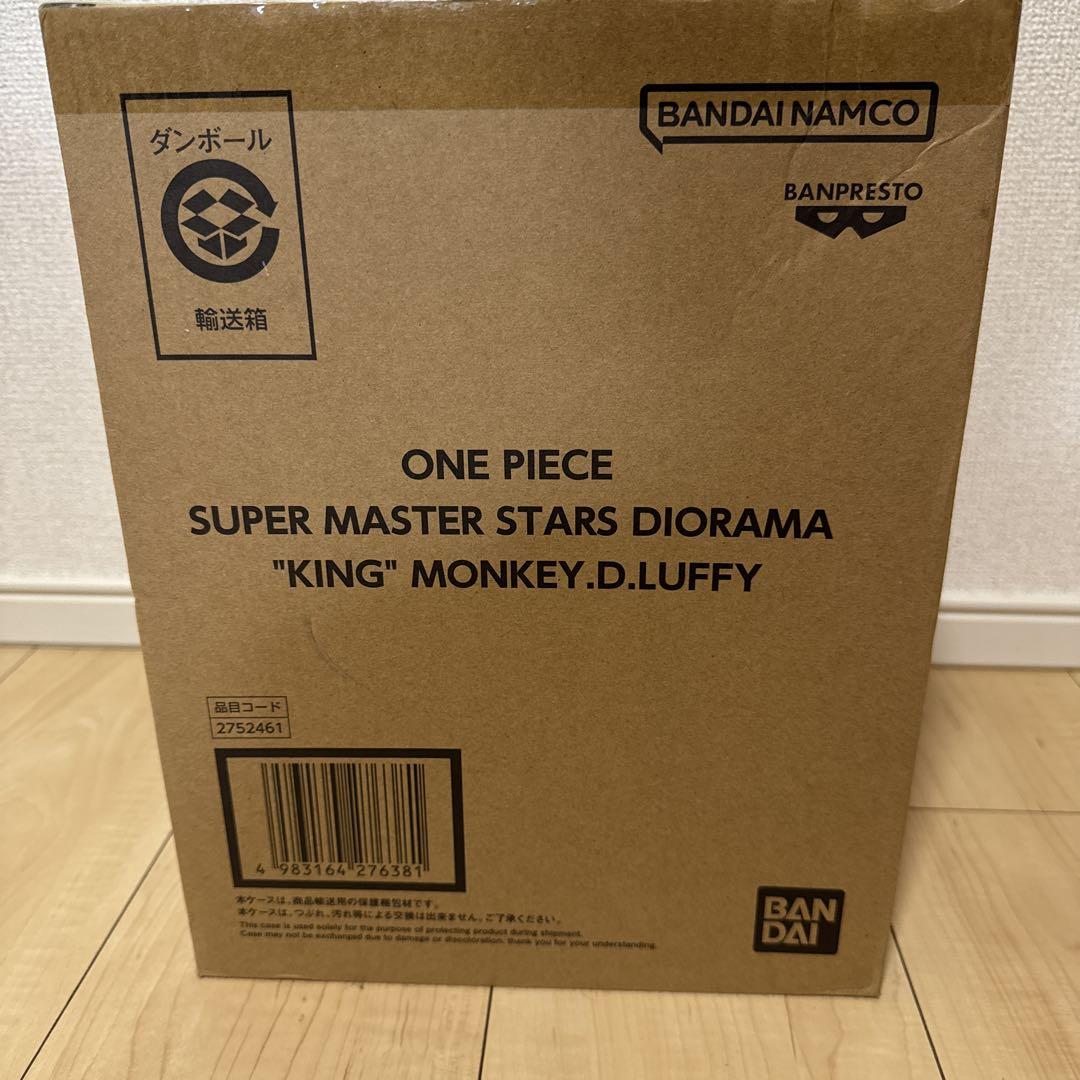 ダンボール
輸送箱
BANDAI NAMCO
BANPRESTO
ONE PIECE
SUPER MASTER STARS DIORAMA
"KING" MONKEY.D.LUFFY
品目コード
2752461
4 983164 276381
本ケースは、商品輸送用の保護梱包材です。
本ケースは、つぶれ、汚れ等による交換は出来ません。ご了承ください。
This case is used solely for the purpose of protecting product during shipment.
Case may not be exchanged due to damage or discoloration. thank you for your understanding.
BAN
DAI